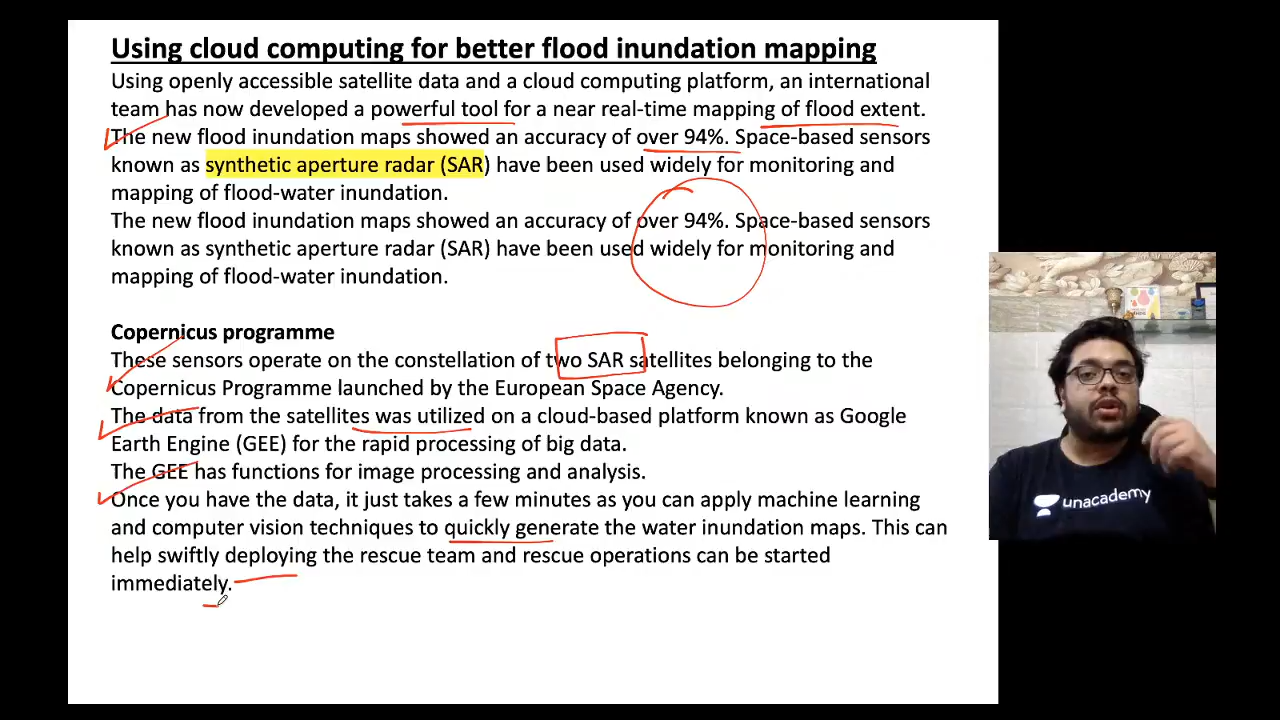 Using cloud computing for better flood inundation mapping
Using openly accessible satellite data and a cloud computing platform, an international
team has now developed a powerful tool for a near real-time mapping of flood extent.
The new flood inundation maps showed an accuracy of over 94%. Space-based sensors
known as synthetic aperture radar (SAR) have been used widely for monitoring and
mapping of flood-water inundation.
The new flood inundation maps showed an accuracy of over 94%. Space-based sensors
known as synthetic aperture radar (SAR) have been used widely for monitoring and
mapping of flood-water inundation.
Copernicus programme
These sensors operate on the constellation of two SAR satellites belonging to the
Copernicus Programme launched by the European Space Agency.
The data from the satellites was utilized on a cloud-based platform known as Google
Earth Engine (GEE) for the rapid processing of big data.
The GEE has functions for image processing and analysis.
Once you have the data, it just takes a few minutes as you can apply machine learning
and computer vision techniques to quickly generate the water inundation maps. This can
help swiftly deploying the rescue team and rescue operations can be started
immediately.
unacademy